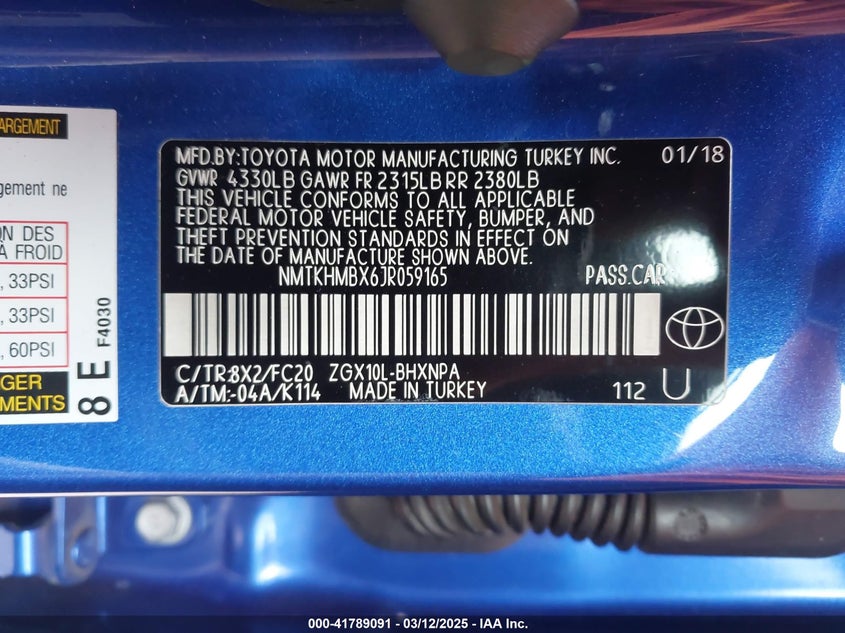 ARGEMENT
ement ne
ON DES
A FROID
, 33PSI
, 33PSI
, 60PSI
GER
EMENTS
8 E F4030
MFD.BY:TOYOTA MOTOR MANUFACTURING TURKEY INC. 01/18
GVWR 4330LB GAWR FR 2315LB RR 2380LB
THIS VEHICLE CONFORMS TO ALL APPLICABLE
FEDERAL MOTOR VEHICLE SAFETY, BUMPER, AND
THEFT PREVENTION STANDARDS IN EFFECT ON
THE DATE OF MANUFACTURE SHOWN ABOVE.
NMTKHMBX6JR059165 PASS.CAR
C/TR:8X2/FC20 ZGX10L-BHXNPA
A/TM:-04A/K114 MADE IN TURKEY 112 U
000-41789091 - 03/12/2025 - IAA Inc.